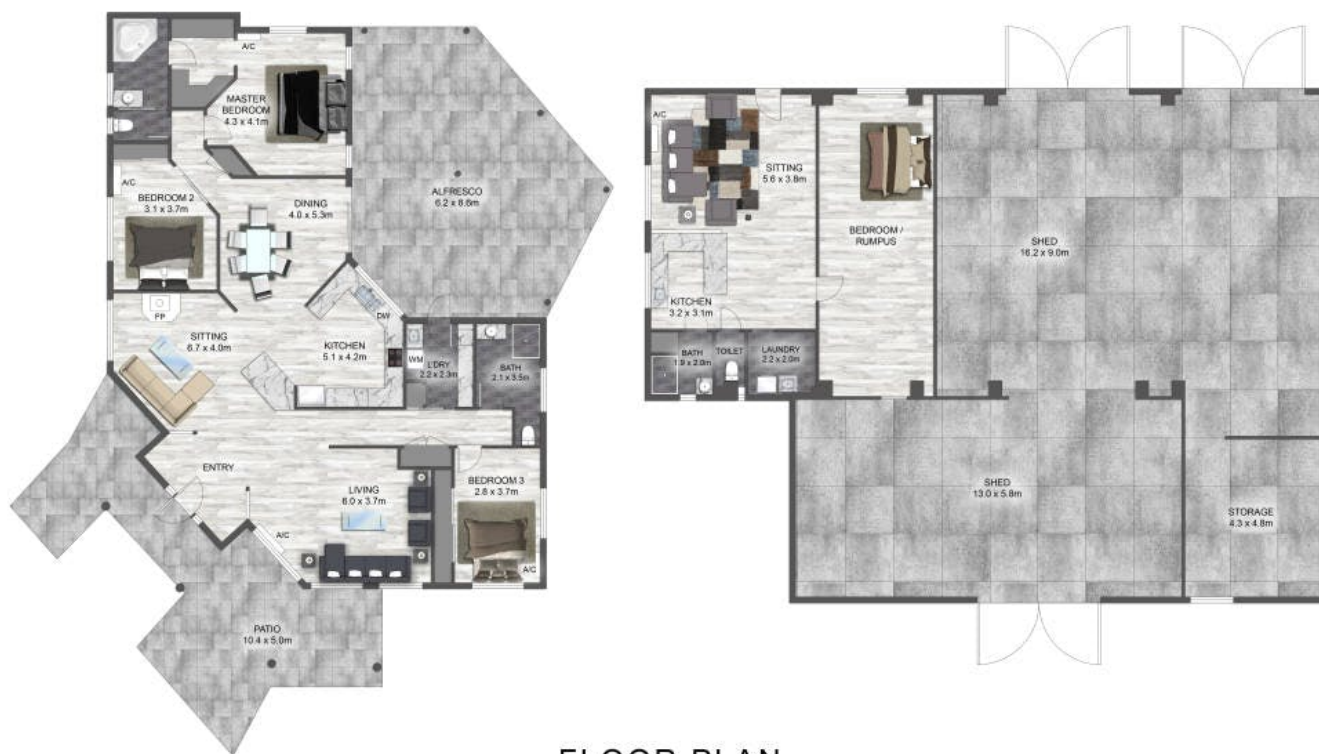 A/C
MASTER
BEDROOM
4.3 x 4.1m
A/C
BEDROOM 2
3.1 x 3.7m
DINING
4.0 x 5.3m
ALFRESCO
6.2 x 8.6m
FP
SITTING
6.7 x 4.0m
DW
KITCHEN
5.1 x 4.2m
WM
L'DRY
2.2 x 2.3m
BATH
2.1 x 3.5m
ENTRY
LIVING
6.0 x 3.7m
A/C
BEDROOM 3
2.8 x 3.7m
A/C
PATIO
10.4 x 5.0m
A/C
SITTING
5.6 x 3.8m
BEDROOM /
RUMPUS
KITCHEN
3.2 x 3.1m
BATH
1.9 x 2.0m
TOILET
LAUNDRY
2.2 x 2.0m
SHED
16.2 x 9.0m
SHED
13.0 x 5.8m
STORAGE
4.3 x 4.8m
FLOOR PLAN